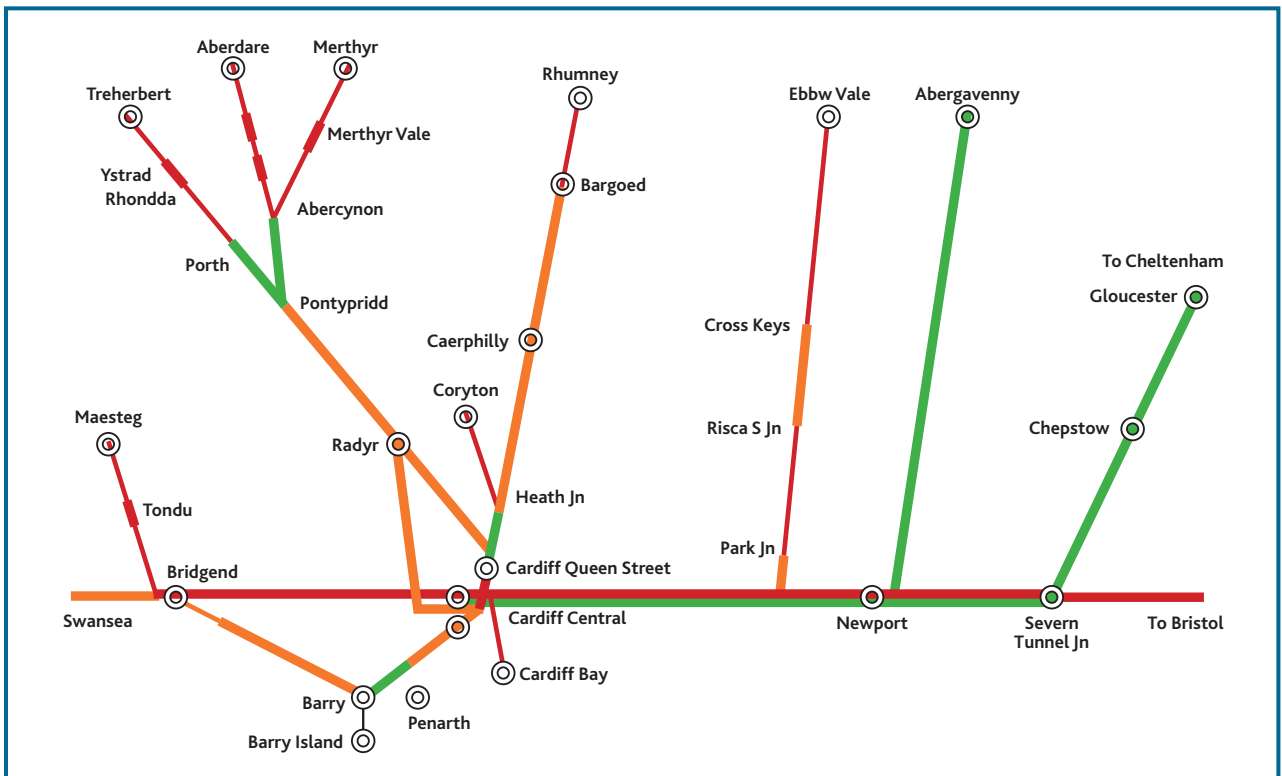 Aberdare
Merthyr
Rhumney
Treherbert
Ebbw Vale
Abergavenny
Merthyr Vale
Ystrad
Rhondda
Bargoed
Abercynon
Porth
To Cheltenham
Gloucester
Pontypridd
Cross Keys
Caerphilly
Coryton
Maesteg
Radyr
Risca S Jn
Chepstow
Heath Jn
Tondu
Park Jn
Bridgend
Cardiff Queen Street
Swansea
Cardiff Central
Newport
Severn
Tunnel Jn
To Bristol
Cardiff Bay
Barry
Penarth
Barry Island